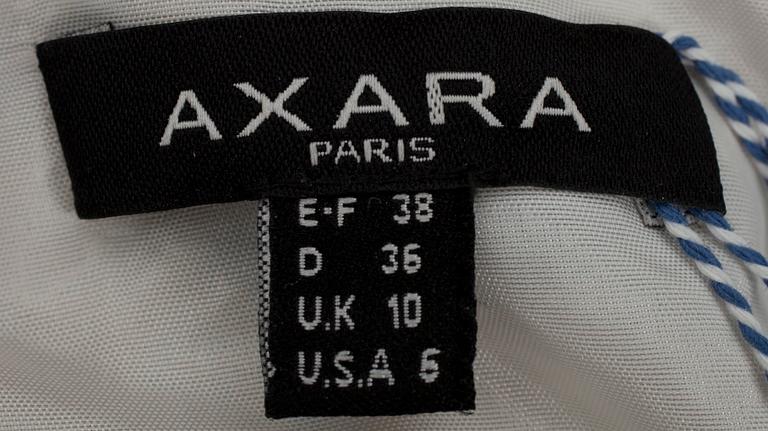 AXARA
PARIS
E·F 38
D 36
U.K 10
U.S.A 6